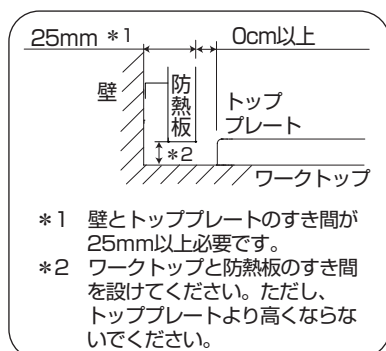 25mm *1 0cm以上
壁
防熱板
トップ
プレート
*2
ワークトップ
*1 壁とトッププレートのすき間が
25mm以上必要です。
*2 ワークトップと防熱板のすき間
を設けてください。ただし、
トッププレートより高くならな
いでください。